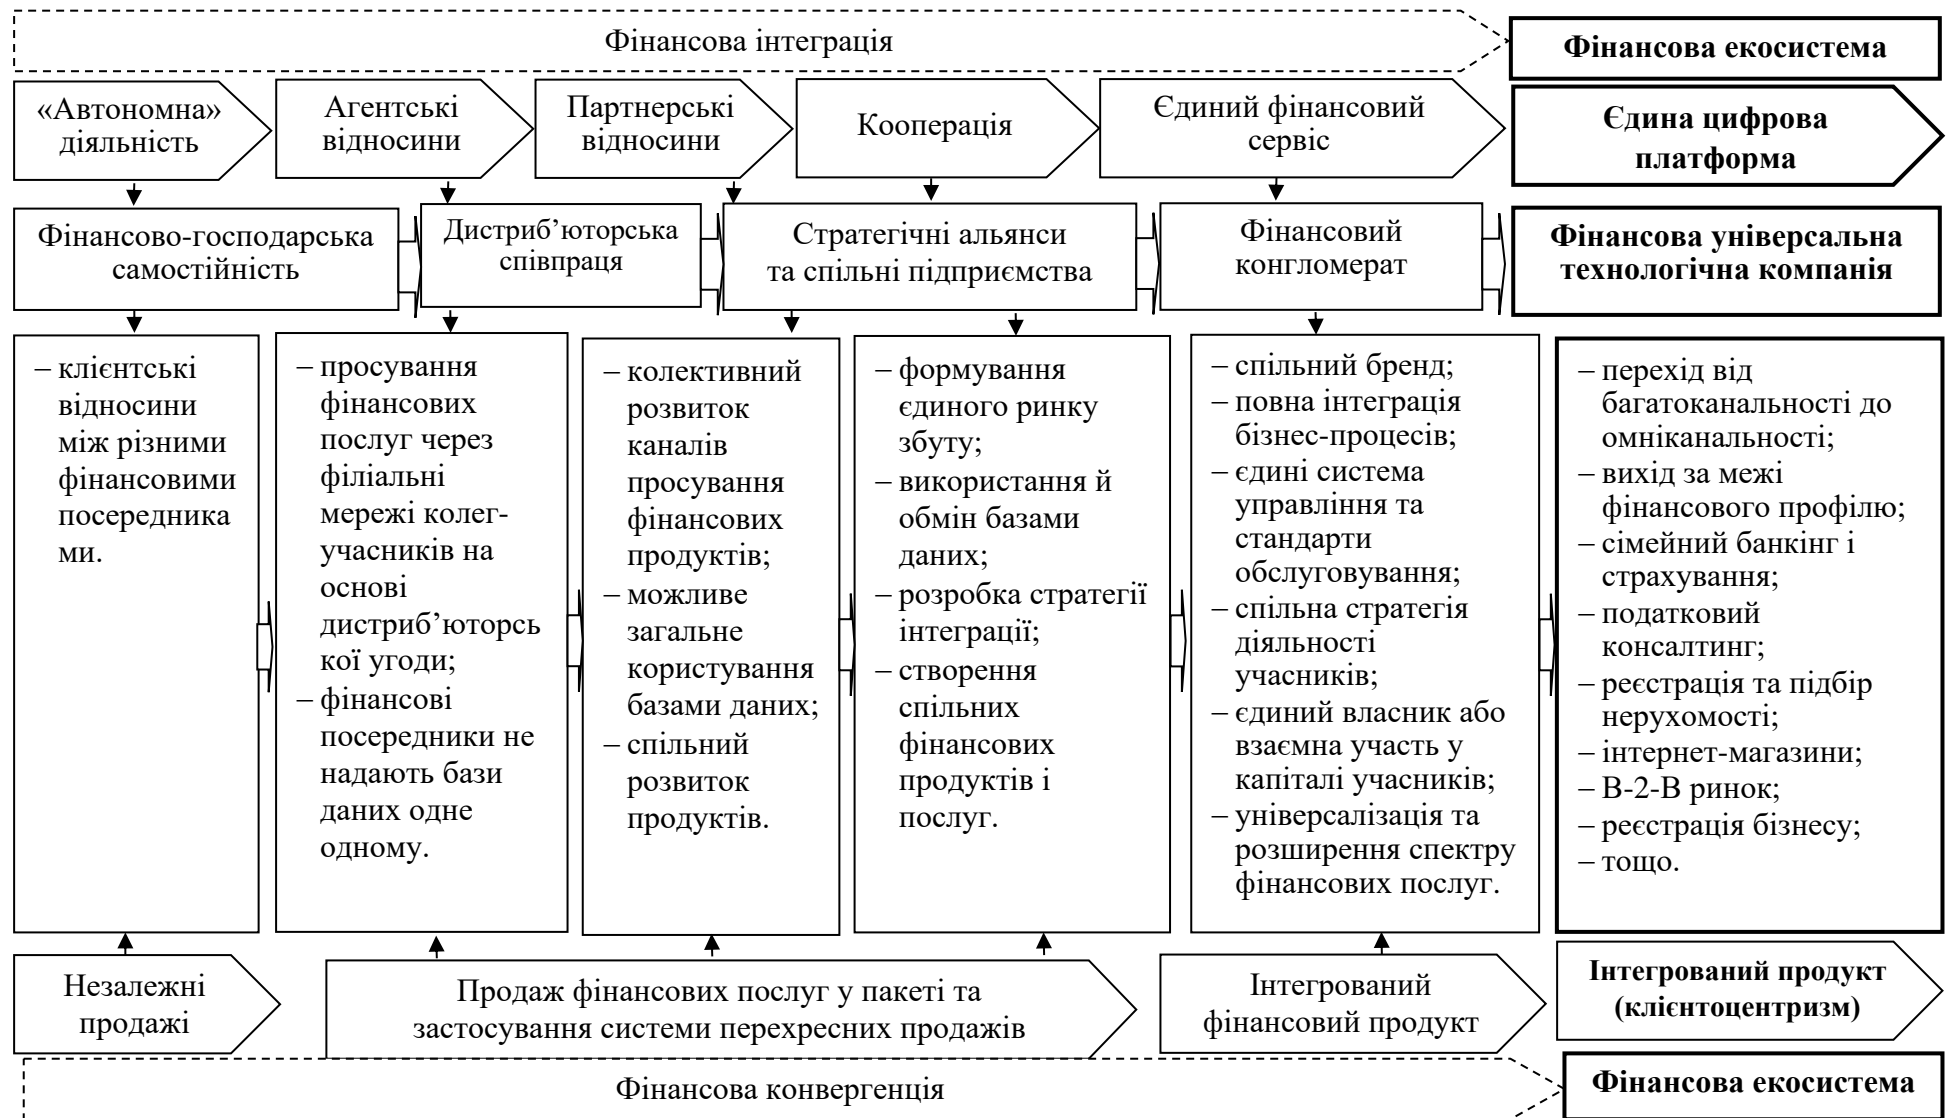 Фінансова інтеграція
Фінансова екосистема
«Автономна»
діяльність
Агентські
відносини
Партнерські
відносини
Кооперація
Єдиний фінансовий
сервіс
Єдина цифрова
платформа
Фінансово-господарська
самостійність
Дистриб’юторська
співпраця
Стратегічні альянси
та спільні підприємства
Фінансовий
конгломерат
Фінансова універсальна
технологічна компанія
– клієнтські
відносини
між різними
фінансовими
посередника
ми.
– просування
фінансових
послуг через
філіальні
мережі колег-
учасників на
основі
дистриб’юторсь
кої угоди;
– фінансові
посередники не
надають бази
даних одне
одному.
– колективний
розвиток
каналів
просування
фінансових
продуктів;
– можливе
загальне
користування
базами даних;
– спільний
розвиток
продуктів.
– формування
єдиного ринку
збуту;
– використання й
обмін базами
даних;
– розробка стратегії
інтеграції;
– створення
спільних
фінансових
продуктів і
послуг.
– спільний бренд;
– повна інтеграція
бізнес-процесів;
– єдині система
управління та
стандарти
обслуговування;
– спільна стратегія
діяльності
учасників;
– єдиний власник або
взаємна участь у
капіталі учасників;
– універсалізація та
розширення спектру
фінансових послуг.
– перехід від
багатоканальності до
омніканальності;
– вихід за межі
фінансового профілю;
– сімейний банкінг і
страхування;
– податковий
консалтинг;
– реєстрація та підбір
нерухомості;
– інтернет-магазини;
– В-2-В ринок;
– реєстрація бізнесу;
– тощо.
Незалежні
продажі
Продаж фінансових послуг у пакеті та
застосування системи перехресних продажів
Інтегрований
фінансовий продукт
Інтегрований продукт
(клієнтоцентризм)
Фінансова конвергенція
Фінансова екосистема